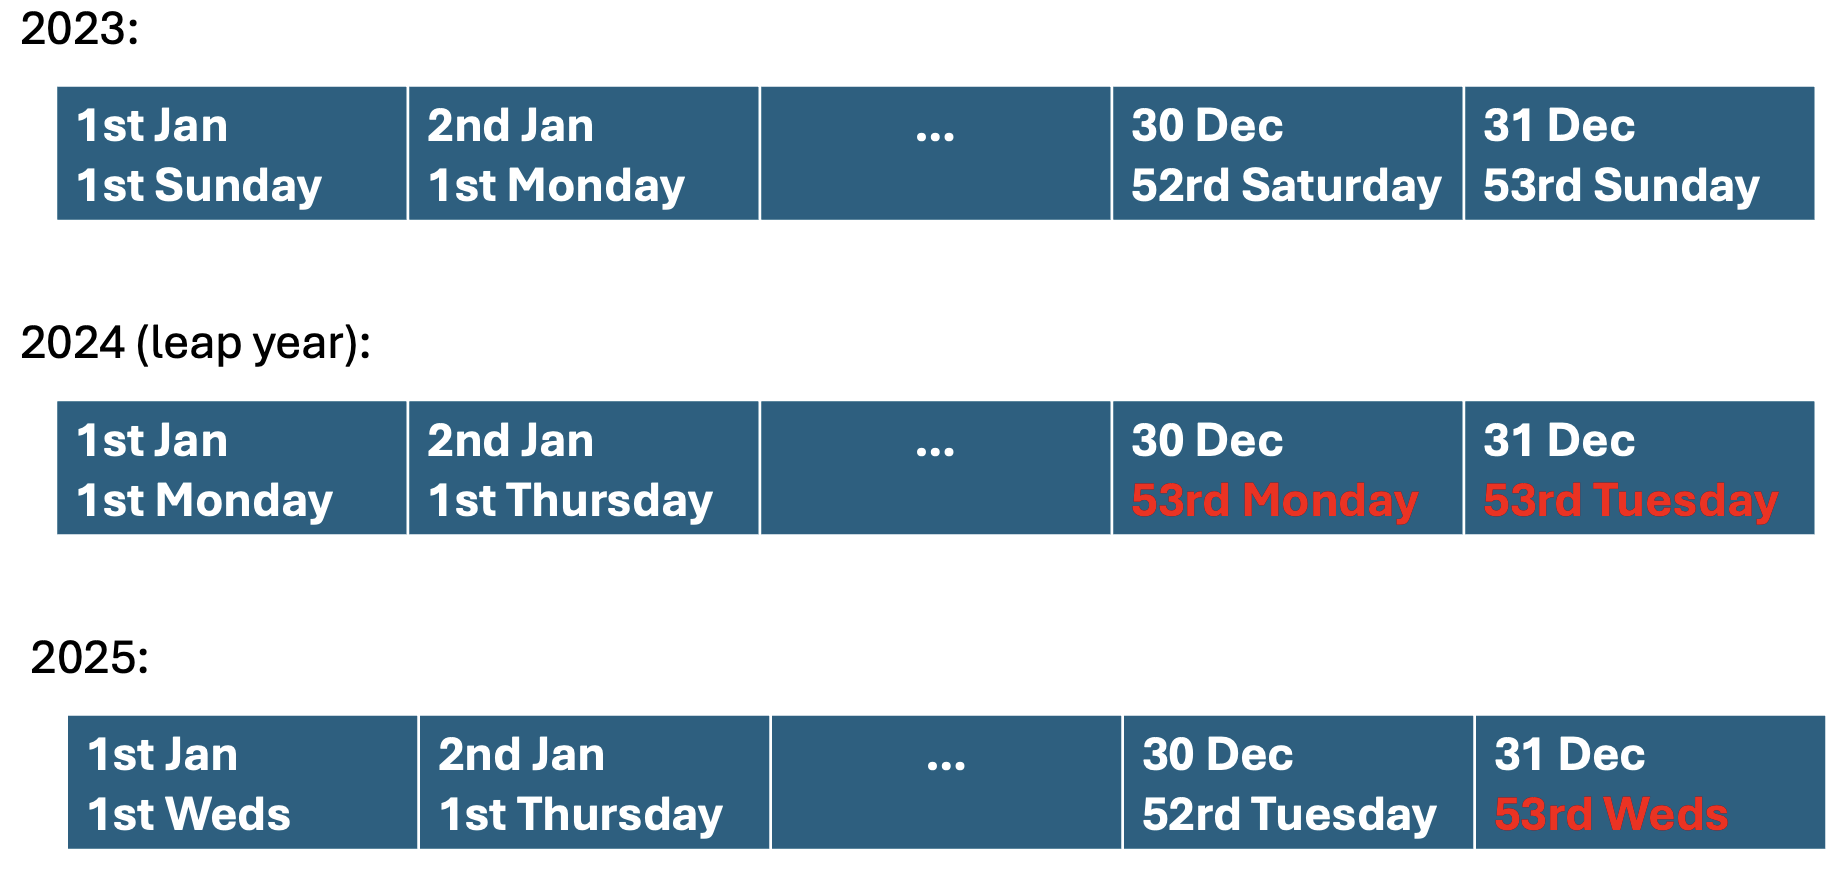 2023:
1st Jan
1st Sunday
2nd Jan
1st Monday
...
30 Dec
52rd Saturday
31 Dec
53rd Sunday
2024 (leap year):
1st Jan
1st Monday
2nd Jan
1st Thursday
...
30 Dec
53rd Monday
31 Dec
53rd Tuesday
2025:
1st Jan
1st Weds
2nd Jan
1st Thursday
...
30 Dec
52rd Tuesday
31 Dec
53rd Weds